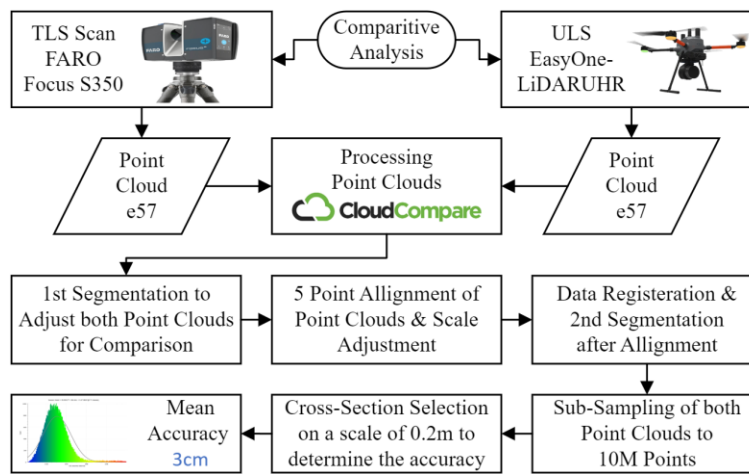 TLS Scan
FARO
Focus S350
Comparitive
Analysis
ULS
EasyOne-
LiDARUHR
Point
Cloud
e57
Processing
Point Clouds
CloudCompare
Point
Cloud
e57
1st Segmentation to
Adjust both Point Clouds
for Comparison
5 Point Allignment of
Point Clouds & Scale
Adjustment
Data Registeration &
2nd Segmentation
after Allignment
Mean
Accuracy
3cm
Cross-Section Selection
on a scale of 0.2m to
determine the accuracy
Sub-Sampling of both
Point Clouds to
10M Points